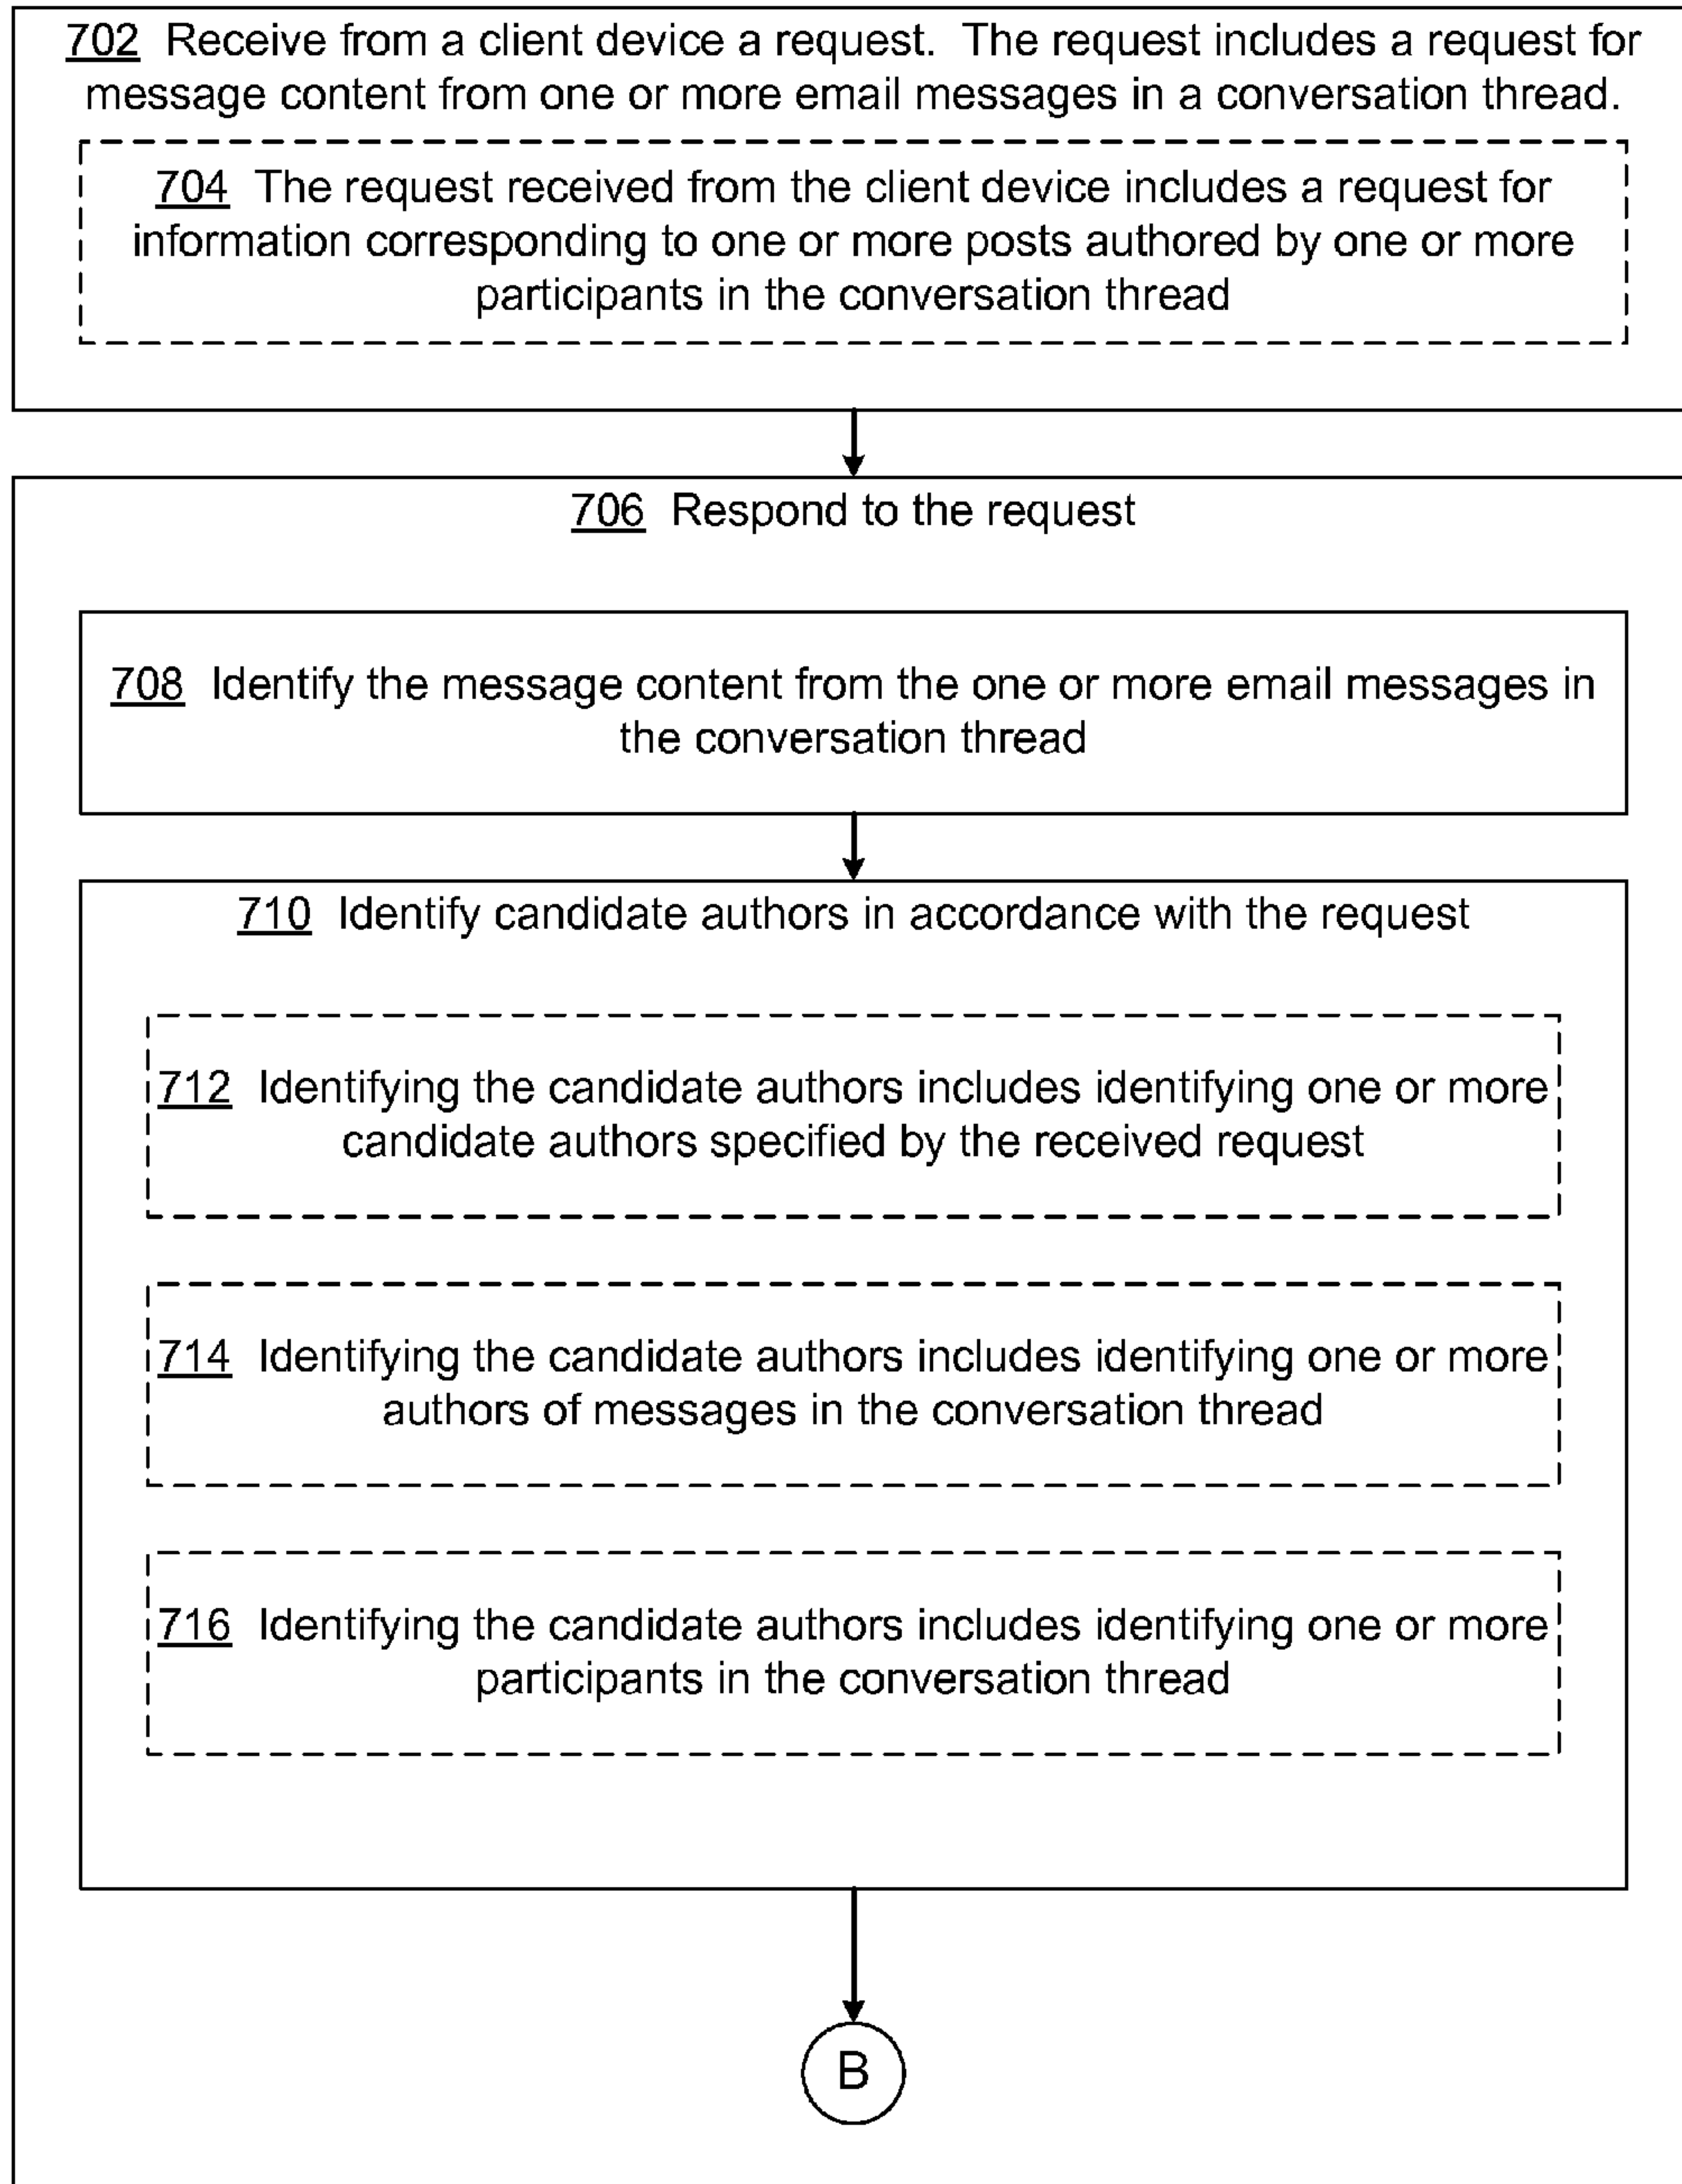 702 Receive from a client device a request. The request includes a request for
message content from one or more email messages in a conversation thread.
704 The request received from the client device includes a request for
information corresponding to one or more posts authored by one or more
participants in the conversation thread
706 Respond to the request
708 Identify the message content from the one or more email messages in
the conversation thread
710 Identify candidate authors in accordance with the request
712 Identifying the candidate authors includes identifying one or more
candidate authors specified by the received request
714 Identifying the candidate authors includes identifying one or more
authors of messages in the conversation thread
716 Identifying the candidate authors includes identifying one or more
participants in the conversation thread
B